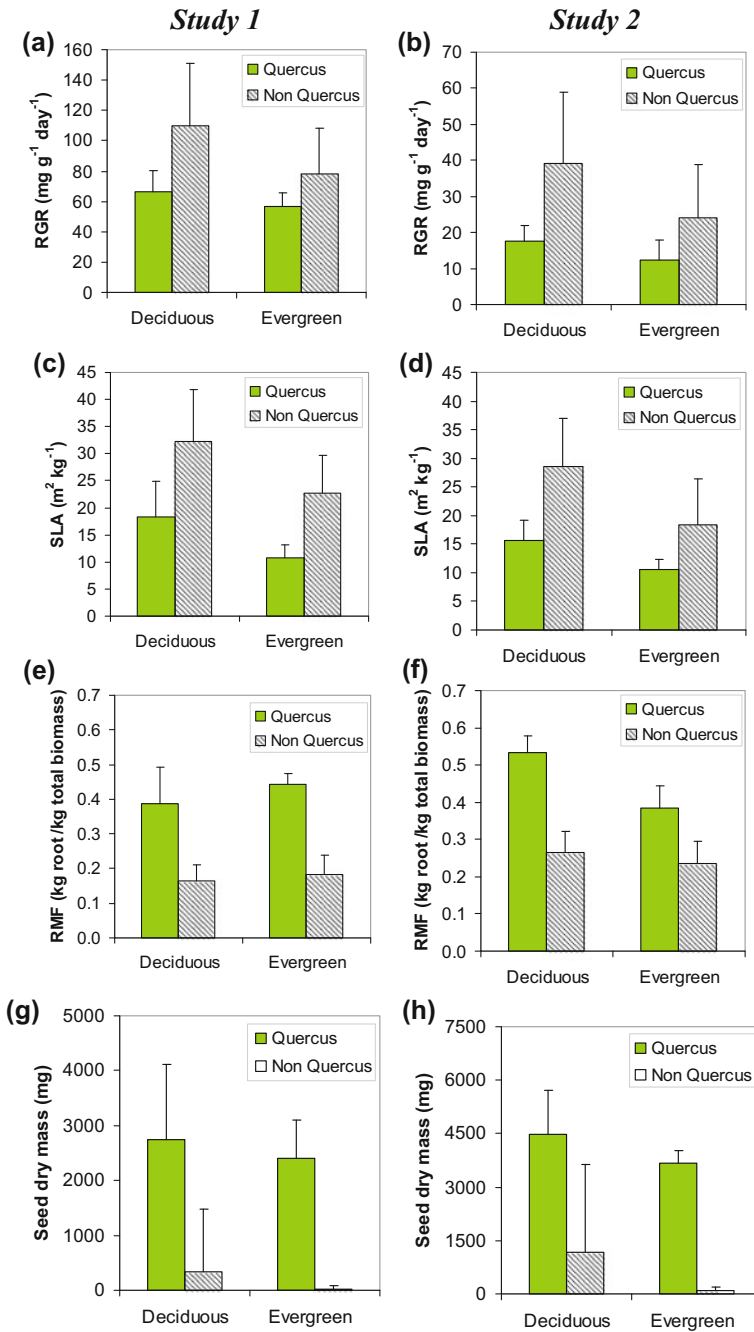 Study 1
Study 2
(a)
RGR (mg g⁻¹ day⁻¹)
160
140
120
100
80
60
40
20
0
Quercus
Non Quercus
Deciduous
Evergreen
(b)
RGR (mg g⁻¹ day⁻¹)
70
60
50
40
30
20
10
0
Quercus
Non Quercus
Deciduous
Evergreen
(c)
SLA (m² kg⁻¹)
45
40
35
30
25
20
15
10
5
0
Quercus
Non Quercus
Deciduous
Evergreen
(d)
SLA (m² kg⁻¹)
45
40
35
30
25
20
15
10
5
0
Quercus
Non Quercus
Deciduous
Evergreen
(e)
RMF (kg root /kg total biomass)
0.7
0.6
0.5
0.4
0.3
0.2
0.1
0.0
Quercus
Non Quercus
Deciduous
Evergreen
(f)
RMF (kg root /kg total biomass)
0.7
0.6
0.5
0.4
0.3
0.2
0.1
0.0
Quercus
Non Quercus
Deciduous
Evergreen
(g)
Seed dry mass (mg)
5000
4000
3000
2000
1000
0
Quercus
Non Quercus
Deciduous
Evergreen
(h)
Seed dry mass (mg)
7500
6000
4500
3000
1500
0
Quercus
Non Quercus
Deciduous
Evergreen